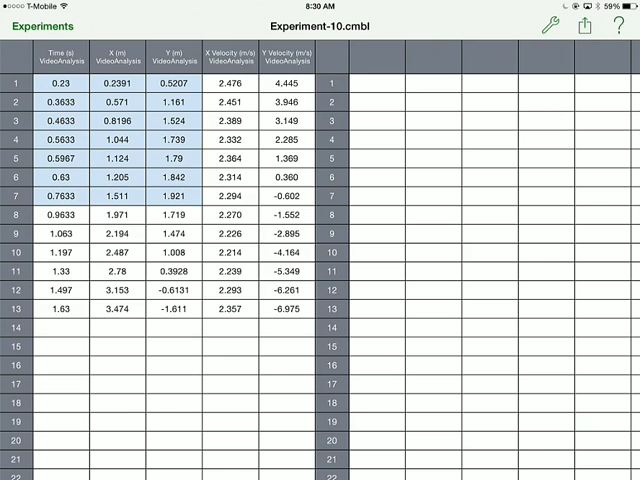 T-Mobile 8:30 AM 59%
Experiments Experiment-10.cmbl ?
Time (s) X (m) Y (m) X Velocity (m/s) Y Velocity (m/s)
VideoAnalysis VideoAnalysis VideoAnalysis VideoAnalysis VideoAnalysis
1 0.23 0.2391 0.5207 2.476 4.445 1
2 0.3633 0.571 1.161 2.451 3.946 2
3 0.4633 0.8196 1.524 2.389 3.149 3
4 0.5633 1.044 1.739 2.332 2.285 4
5 0.5967 1.124 1.79 2.364 1.369 5
6 0.63 1.205 1.842 2.314 0.360 6
7 0.7633 1.511 1.921 2.294 -0.602 7
8 0.9633 1.971 1.719 2.270 -1.552 8
9 1.063 2.194 1.474 2.226 -2.895 9
10 1.197 2.487 1.008 2.214 -4.164 10
11 1.33 2.78 0.3928 2.239 -5.349 11
12 1.497 3.153 -0.6131 2.293 -6.261 12
13 1.63 3.474 -1.611 2.357 -6.975 13
14 14
15 15
16 16
17 17
18 18
19 19
20 20
21 21
22 22